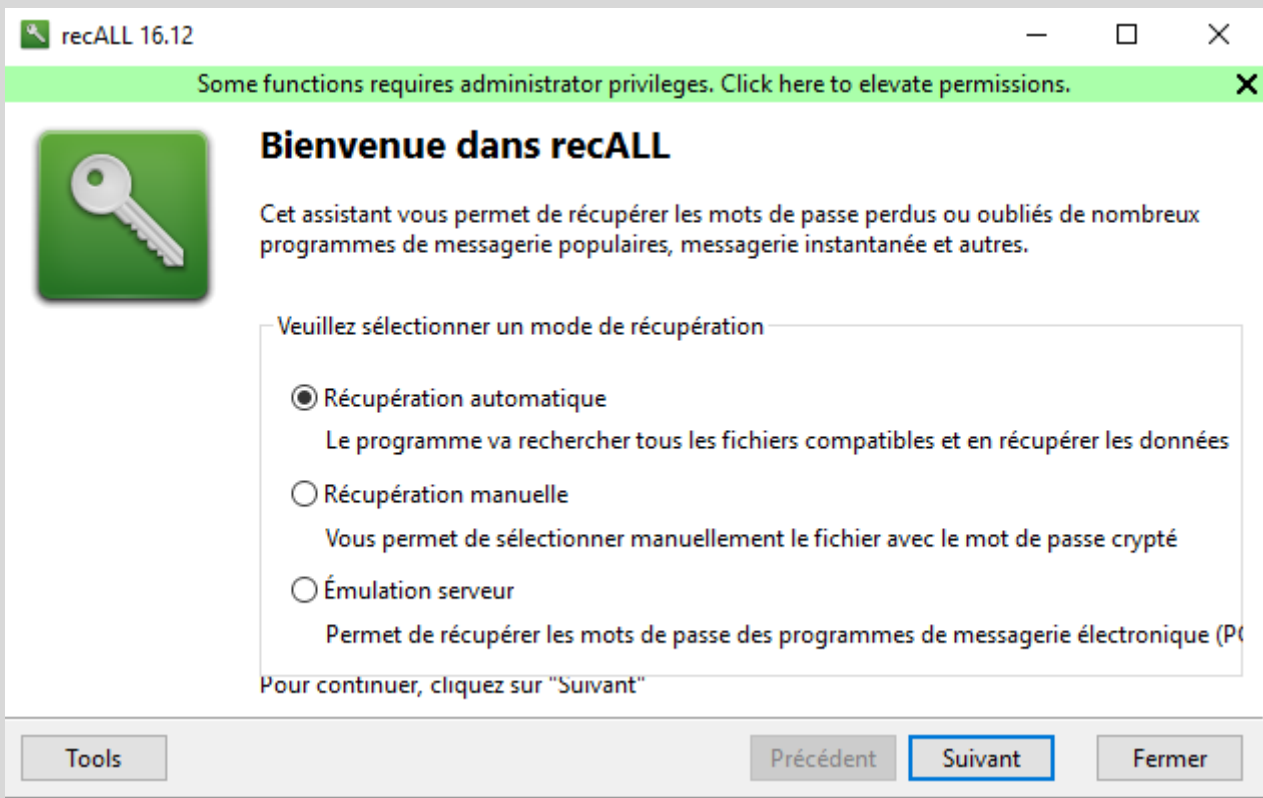 recALL 16.12
Some functions requires administrator privileges. Click here to elevate permissions.
Bienvenue dans recALL
Cet assistant vous permet de récupérer les mots de passe perdus ou oubliés de nombreux
programmes de messagerie populaires, messagerie instantanée et autres.
Veuillez sélectionner un mode de récupération
Récupération automatique
Le programme va rechercher tous les fichiers compatibles et en récupérer les données
Récupération manuelle
Vous permet de sélectionner manuellement le fichier avec le mot de passe crypté
Émulation serveur
Permet de récupérer les mots de passe des programmes de messagerie électronique
Pour continuer, cliquez sur "Suivant"
Tools
Précédent
Suivant
Fermer